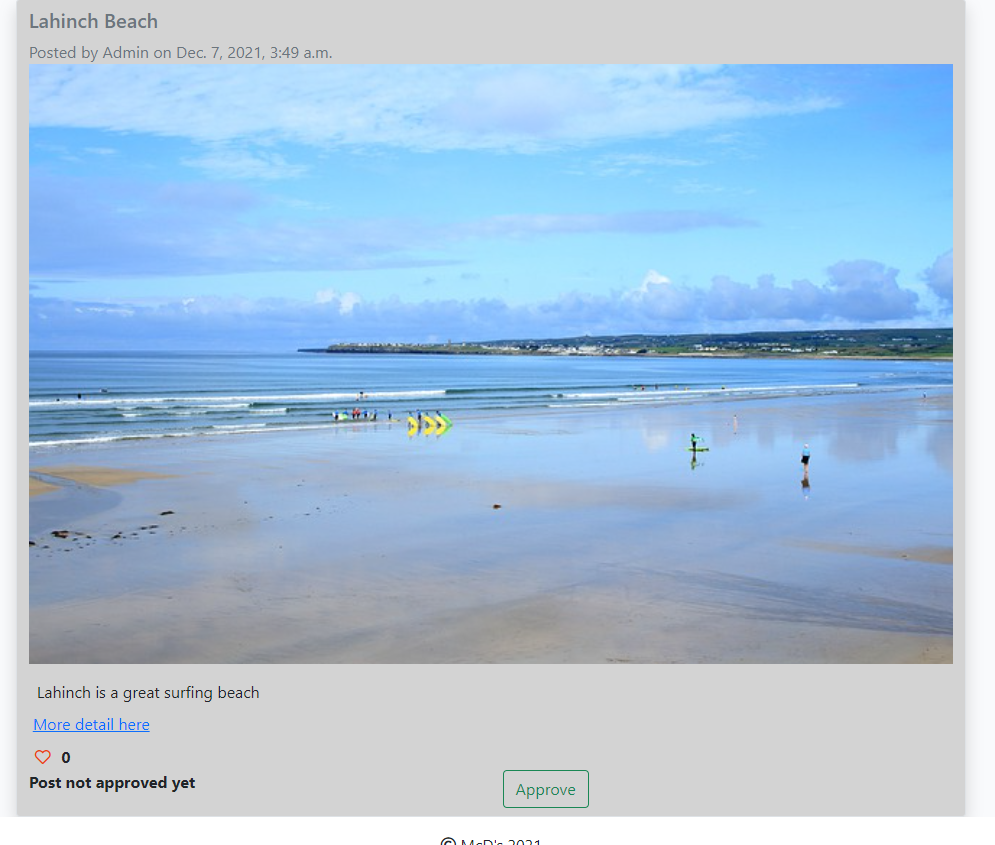 Lahinch Beach
Posted by Admin on Dec. 7, 2021, 3:49 a.m.
Lahinch is a great surfing beach
More detail here
0
Post not approved yet
Approve
© McD's 2021